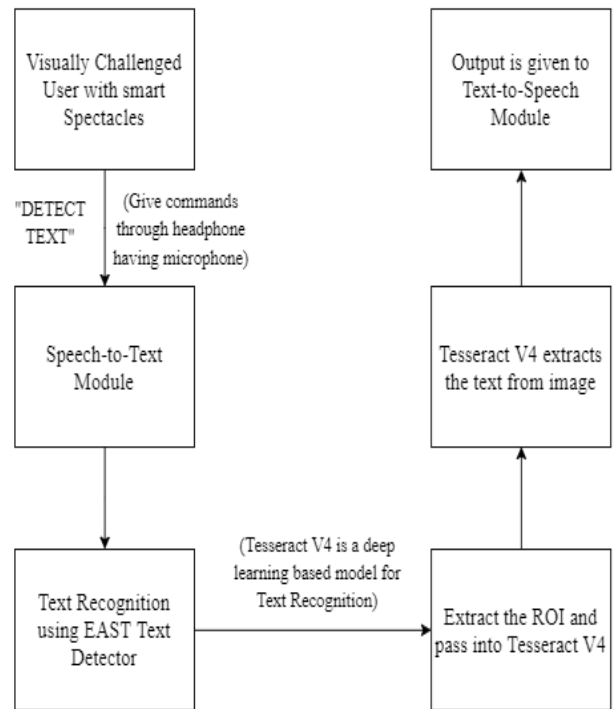 Visually Challenged
User with smart
Spectacles
"DETECT
TEXT"
(Give commands
through headphone
having microphone)
Speech-to-Text
Module
Text Recognition
using EAST Text
Detector
(Tesseract V4 is a deep
learning based model for
Text Recognition)
Extract the ROI and
pass into Tesseract V4
Tesseract V4 extracts
the text from image
Output is given to
Text-to-Speech
Module